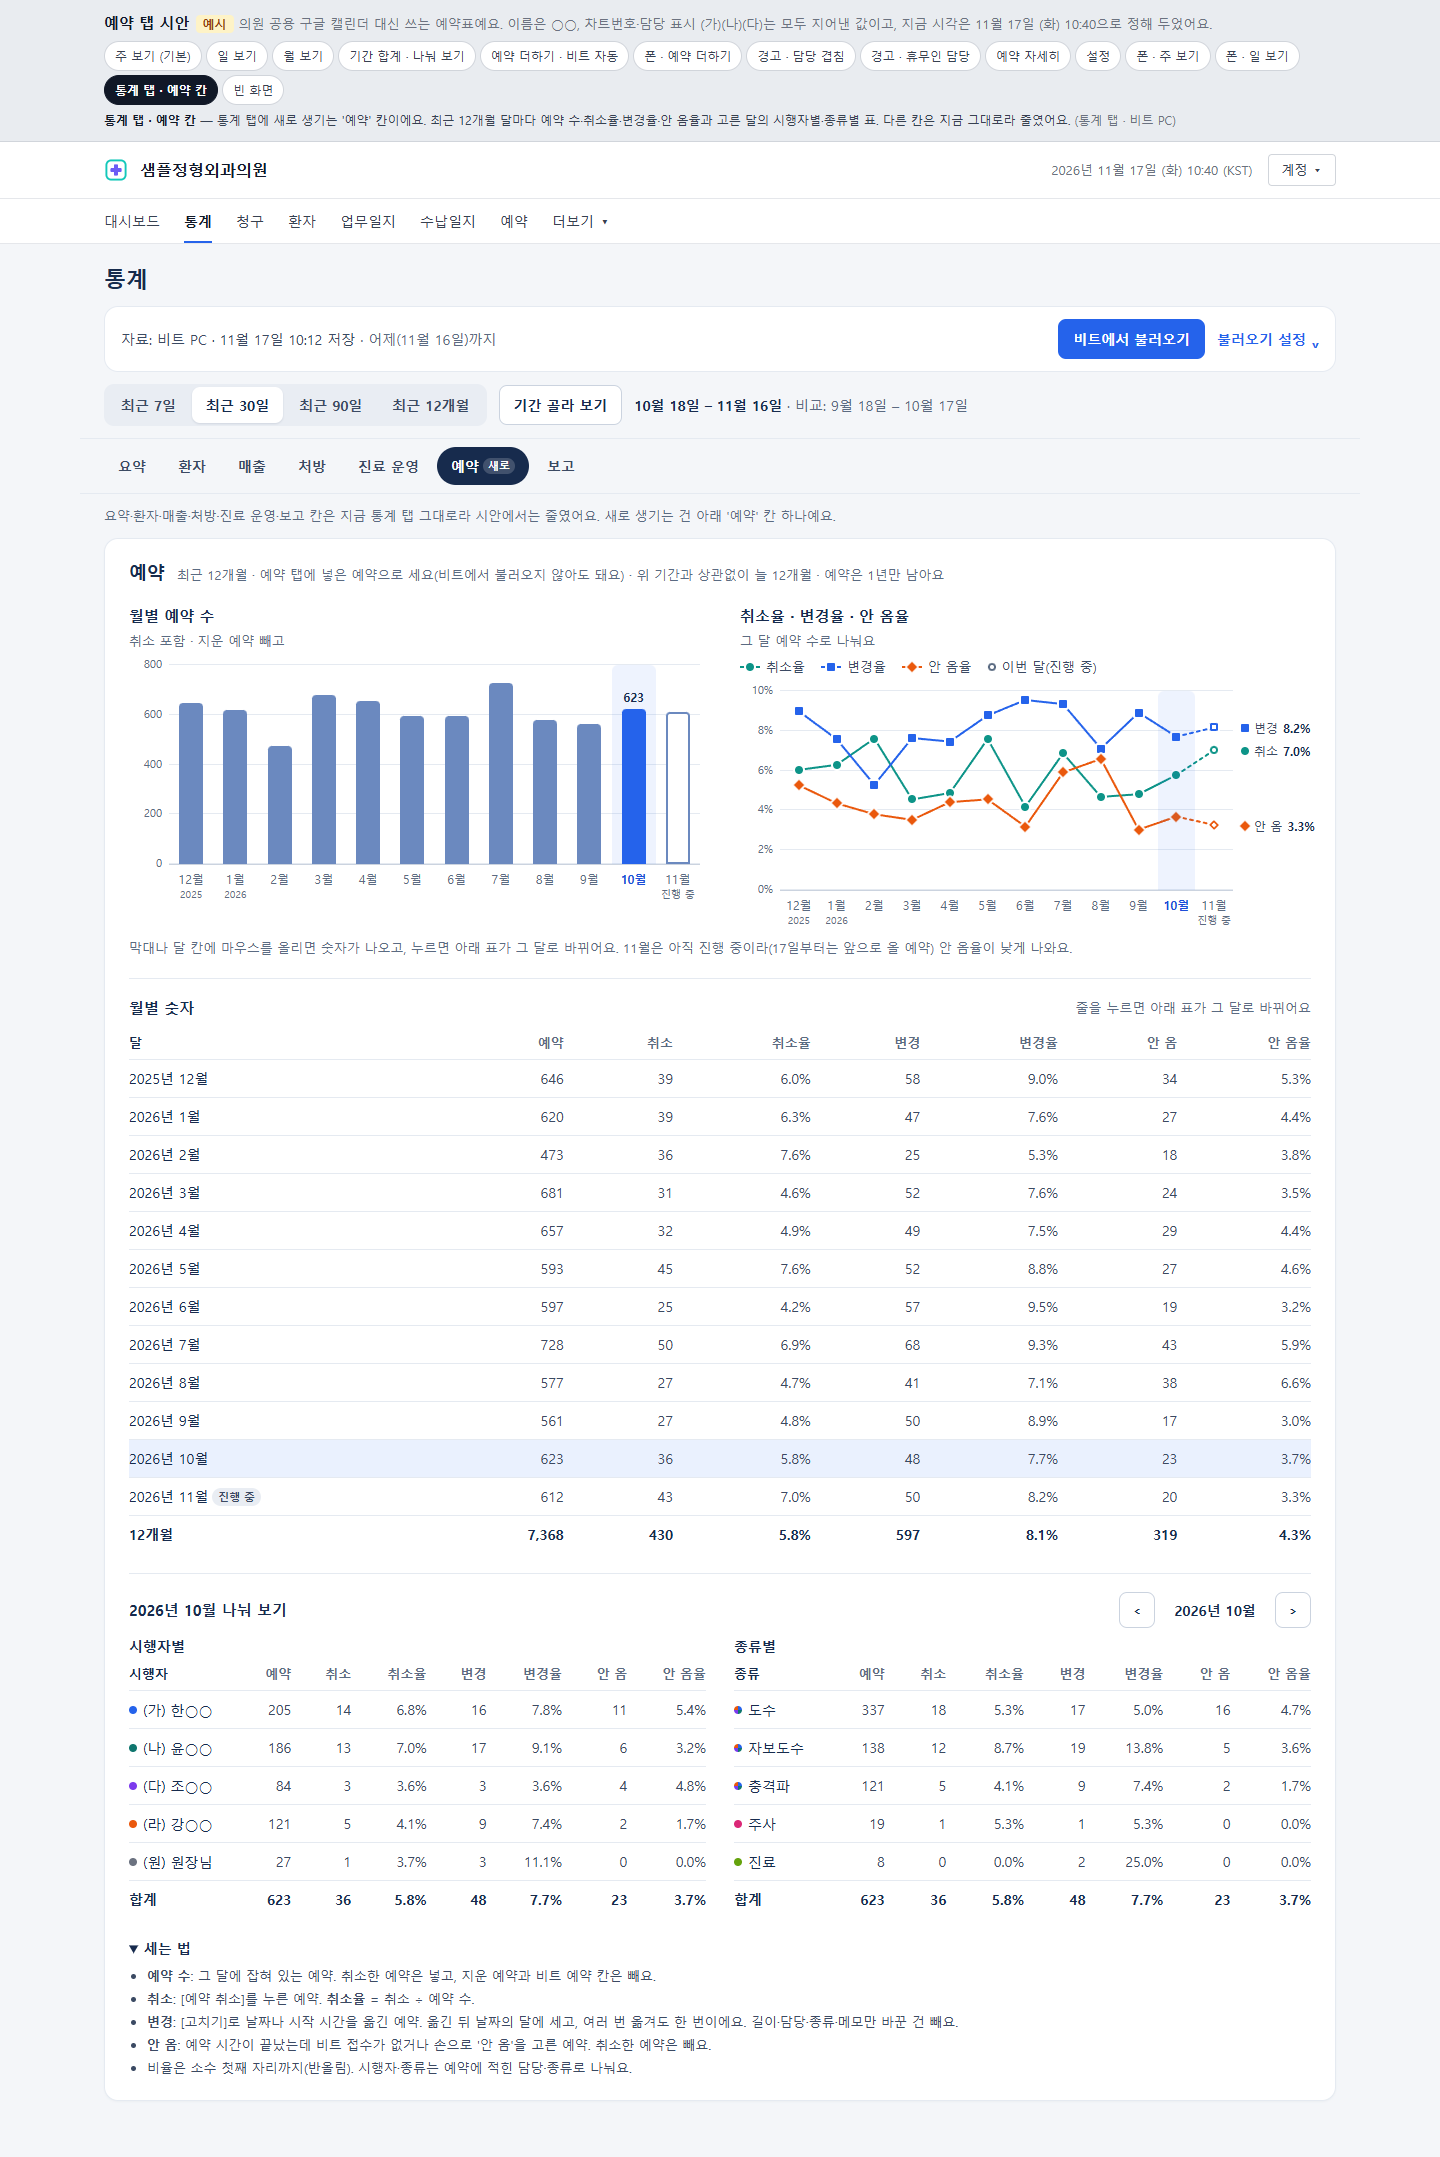 예약 탭 시안 예시 의원 공용 구글 캘린더 대신 쓰는 예약표예요. 이름은 ○○, 차트번호·담당 표시 (가)(나)(다)는 모두 지어낸 값이고, 지금 시각은 11월 17일 (화) 10:40으로 정해 두었어요.
주 보기 (기본) 일 보기 월 보기 기간 합계 · 나눠 보기 예약 더하기 · 비트 자동 폰 · 예약 더하기 경고 · 담당 겹침 경고 · 휴무인 담당 예약 자세히 설정 폰 · 주 보기 폰 · 일 보기
통계 탭 · 예약 칸 빈 화면
통계 탭 · 예약 칸 — 통계 탭에 새로 생기는 '예약' 칸이에요. 최근 12개월 달마다 예약 수·취소율·변경율·안 옴율과 고른 달의 시행자별·종류별 표. 다른 칸은 지금 그대로라 줄였어요. (통계 탭 · 비트 PC)
샘플정형외과의원 2026년 11월 17일 (화) 10:40 (KST) 계정 ▾
대시보드 통계 청구 환자 업무일지 수납일지 예약 더보기 ▾
통계
자료: 비트 PC · 11월 17일 10:12 저장 · 어제(11월 16일)까지 비트에서 불러오기 불러오기 설정 v
최근 7일 최근 30일 최근 90일 최근 12개월 기간 골라 보기 10월 18일 – 11월 16일 · 비교: 9월 18일 – 10월 17일
요약 환자 매출 처방 진료 운영 예약 새로 보고
요약·환자·매출·처방·진료 운영·보고 칸은 지금 통계 탭 그대로라 시안에서는 줄였어요. 새로 생기는 건 아래 '예약' 칸 하나예요.
예약 최근 12개월 · 예약 탭에 넣은 예약으로 세요(비트에서 불러오지 않아도 돼요) · 위 기간과 상관없이 늘 12개월 · 예약은 1년만 남아요
월별 예약 수
취소 포함 · 지운 예약 빼고
800
600
400
200
0
623
12월 1월 2월 3월 4월 5월 6월 7월 8월 9월 10월 11월
2025 2026 진행 중
취소율 · 변경율 · 안 옴율
그 달 예약 수로 나눠요
취소율 변경율 안 옴율 이번 달(진행 중)
10%
8%
6%
4%
2%
0%
변경 8.2%
취소 7.0%
안 옴 3.3%
12월 1월 2월 3월 4월 5월 6월 7월 8월 9월 10월 11월
2025 2026 진행 중
막대나 달 칸에 마우스를 올리면 숫자가 나오고, 누르면 아래 표가 그 달로 바뀌어요. 11월은 아직 진행 중이라(17일부터는 앞으로 올 예약) 안 옴율이 낮게 나와요.
월별 숫자 줄을 누르면 아래 표가 그 달로 바뀌어요
달 예약 취소 취소율 변경 변경율 안 옴 안 옴율
2025년 12월 646 39 6.0% 58 9.0% 34 5.3%
2026년 1월 620 39 6.3% 47 7.6% 27 4.4%
2026년 2월 473 36 7.6% 25 5.3% 18 3.8%
2026년 3월 681 31 4.6% 52 7.6% 24 3.5%
2026년 4월 657 32 4.9% 49 7.5% 29 4.4%
2026년 5월 593 45 7.6% 52 8.8% 27 4.6%
2026년 6월 597 25 4.2% 57 9.5% 19 3.2%
2026년 7월 728 50 6.9% 68 9.3% 43 5.9%
2026년 8월 577 27 4.7% 41 7.1% 38 6.6%
2026년 9월 561 27 4.8% 50 8.9% 17 3.0%
2026년 10월 623 36 5.8% 48 7.7% 23 3.7%
2026년 11월 진행 중 612 43 7.0% 50 8.2% 20 3.3%
12개월 7,368 430 5.8% 597 8.1% 319 4.3%
2026년 10월 나눠 보기 < 2026년 10월 >
시행자별
시행자 예약 취소 취소율 변경 변경율 안 옴 안 옴율
(가) 한○○ 205 14 6.8% 16 7.8% 11 5.4%
(나) 윤○○ 186 13 7.0% 17 9.1% 6 3.2%
(다) 조○○ 84 3 3.6% 3 3.6% 4 4.8%
(라) 강○○ 121 5 4.1% 9 7.4% 2 1.7%
(원) 원장님 27 1 3.7% 3 11.1% 0 0.0%
합계 623 36 5.8% 48 7.7% 23 3.7%
종류별
종류 예약 취소 취소율 변경 변경율 안 옴 안 옴율
도수 337 18 5.3% 17 5.0% 16 4.7%
자보도수 138 12 8.7% 19 13.8% 5 3.6%
충격파 121 5 4.1% 9 7.4% 2 1.7%
주사 19 1 5.3% 1 5.3% 0 0.0%
진료 8 0 0.0% 2 25.0% 0 0.0%
합계 623 36 5.8% 48 7.7% 23 3.7%
▼ 세는 법
• 예약 수: 그 달에 잡혀 있는 예약. 취소한 예약은 넣고, 지운 예약과 비트 예약 칸은 빼요.
• 취소: [예약 취소]를 누른 예약. 취소율 = 취소 ÷ 예약 수.
• 변경: [고치기]로 날짜나 시작 시간을 옮긴 예약. 옮긴 뒤 날짜의 달에 세고, 여러 번 옮겨도 한 번이에요. 길이·담당·종류·메모만 바꾼 건 빼요.
• 안 옴: 예약 시간이 끝났는데 비트 접수가 없거나 손으로 '안 옴'을 고른 예약. 취소한 예약은 빼요.
• 비율은 소수 첫째 자리까지(반올림). 시행자·종류는 예약에 적힌 담당·종류로 나눠요.